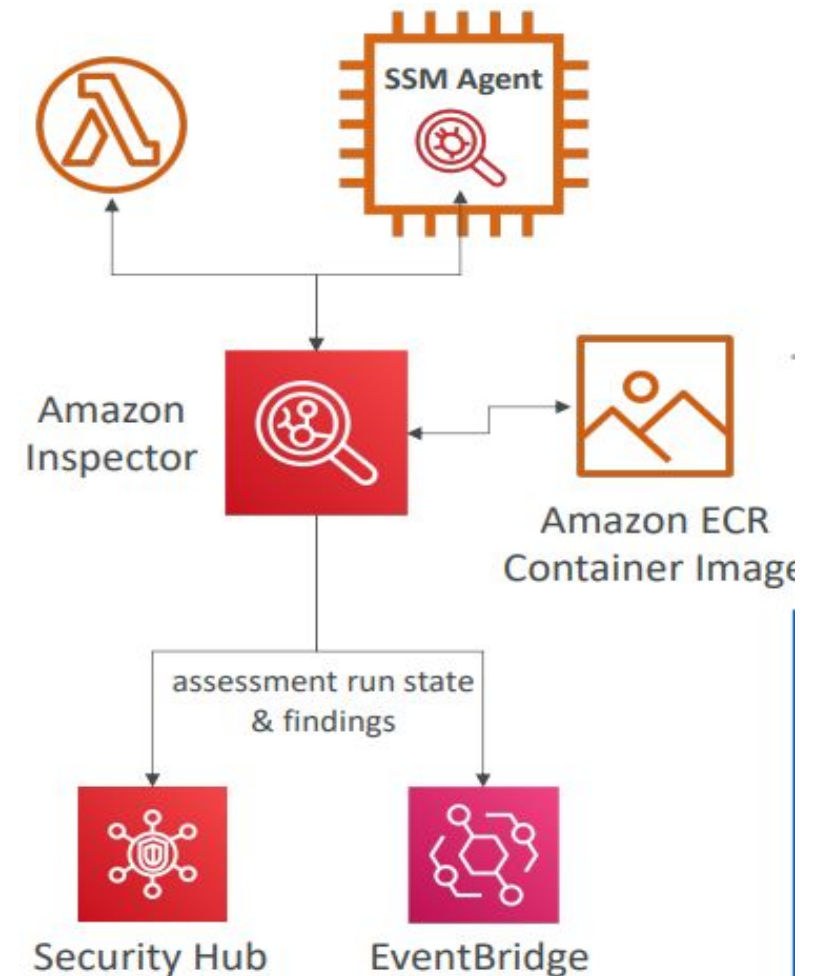 SSM Agent
Amazon
Inspector
Amazon ECR
Container Image
assessment run state
& findings
Security Hub
EventBridge